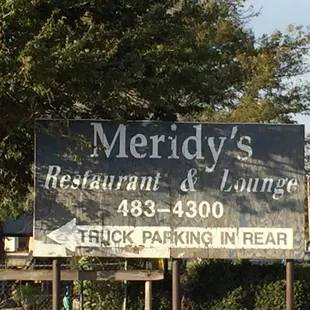 Meridy's
Restaurant & Lounge
483-4300
TRUCK PARKING IN REAR